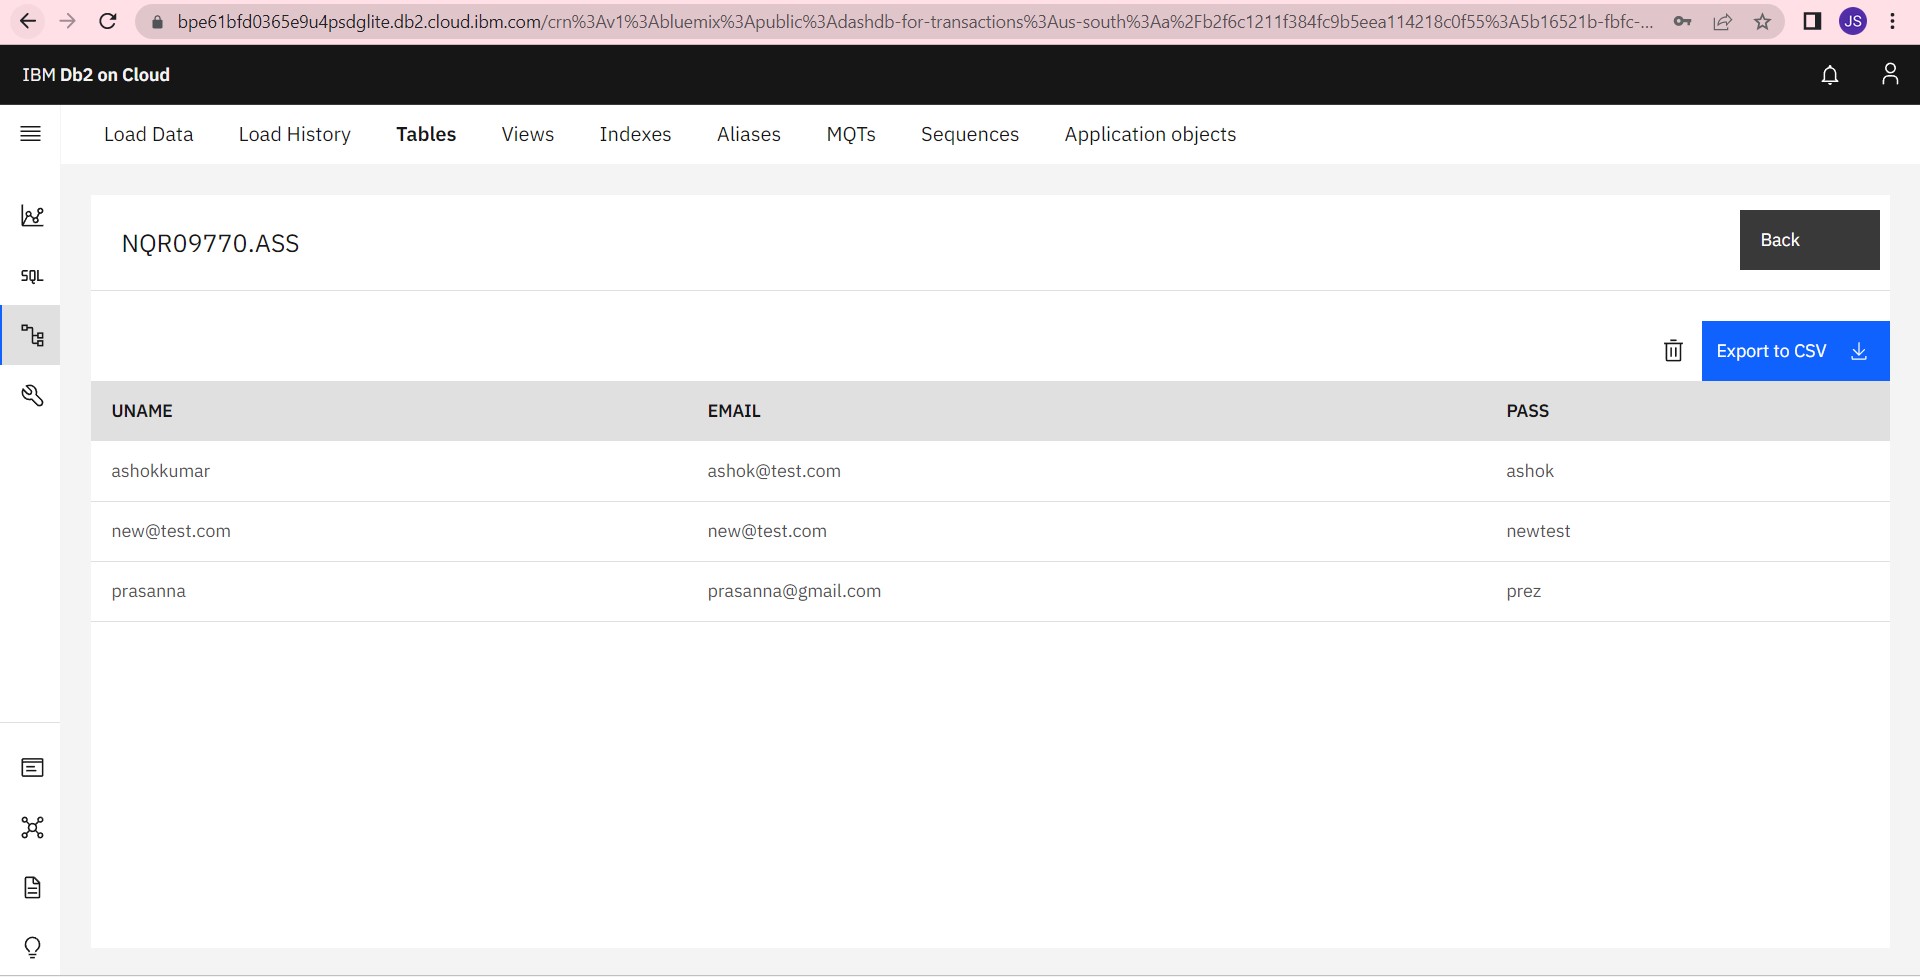 bpe61bfd0365e9u4psdglite.db2.cloud.ibm.com/crn%3Av1%3Abluemix%3Apublic%3Adashdb-for-transactions%3Aus-south%3Aa%2Fb2f6c1211f384fc9b5eea114218c0f55%3A5b16521b-fbfc-...
JS
IBM Db2 on Cloud
Load Data Load History Tables Views Indexes Aliases MQTs Sequences Application objects
SQL
NQR09770.ASS
Back
Export to CSV
UNAME EMAIL PASS
ashokkumar ashok@test.com ashok
new@test.com new@test.com newtest
prasanna prasanna@gmail.com prez